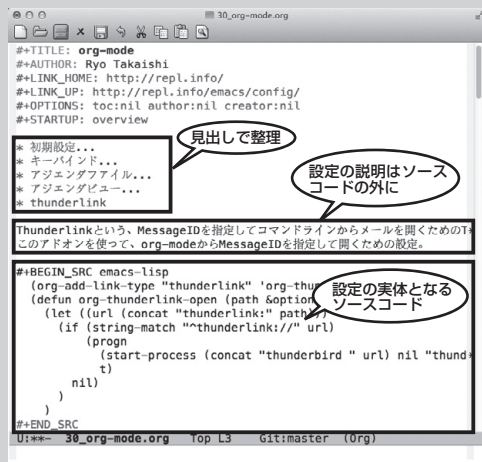 30_org-mode.org
#+TITLE: org-mode
#+AUTHOR: Ryo Takaishi
#+LINK_HOME: http://repl.info/
#+LINK_UP: http://repl.info/emacs/config/
#+OPTIONS: toc:nil author:nil creator:nil
#+STARTUP: overview
見出しで整理
* 初期設定...
* キーバインド...
* アジェンダファイル...
* アジェンダビュー...
* thunderlink
設定の説明はソース
コードの外に
Thunderlinkという、MessageIDを指定してコマンドラインからメールを開くためのT
このアドオンを使って、org-modeからMessageIDを指定して開くための設定。
#+BEGIN_SRC emacs-lisp
(org-add-link-type "thunderlink" 'org-thun
(defun org-thunderlink-open (path &option
(let ((url (concat "thunderlink:" path)))
(if (string-match "^thunderlink://" url)
(progn
(start-process (concat "thunderbird " url) nil "thund
t)
nil)
)
)
設定の実体となる
ソースコード
#+END_SRC
U:**- 30_org-mode.org Top L3 Git:master (Org)